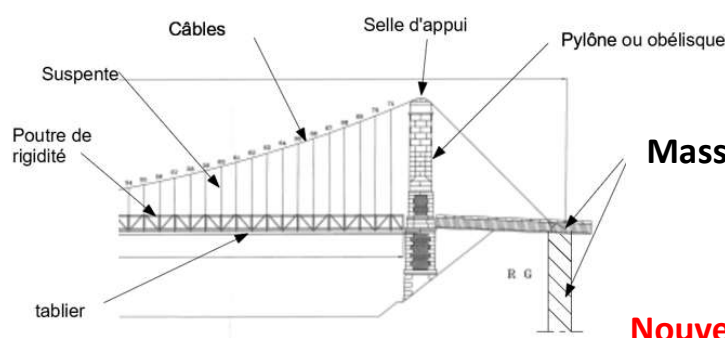 Câbles
Selle d'appui
Pylône ou obélisque
Suspente
Poutre de
rigidité
Mass
tablier
R G
Nouve